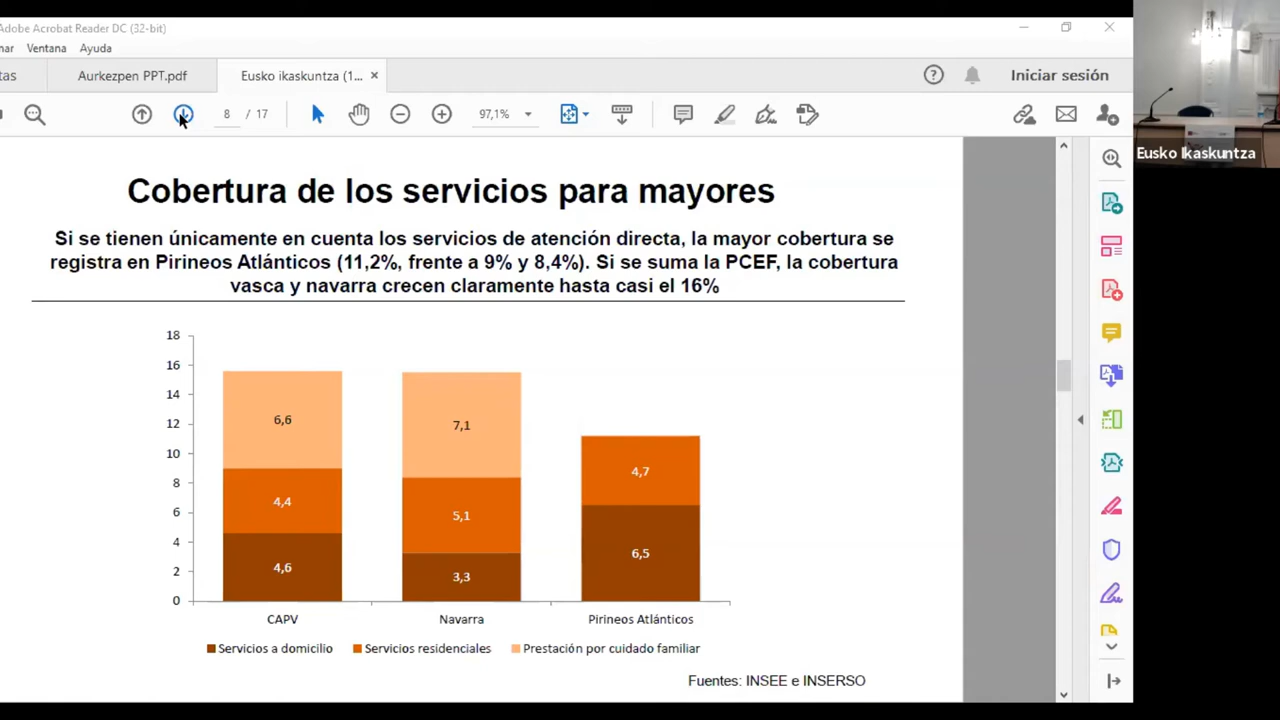 Adobe Acrobat Reader DC (32-bit)
nar Ventana Ayuda
tas Aurkezpen PPT.pdf Eusko ikaskuntza (1... × Iniciar sesión
8 / 17 97,1%
Eusko Ikaskuntza
Cobertura de los servicios para mayores
Si se tienen únicamente en cuenta los servicios de atención directa, la mayor cobertura se
registra en Pirineos Atlánticos (11,2%, frente a 9% y 8,4%). Si se suma la PCEF, la cobertura
vasca y navarra crecen claramente hasta casi el 16%
18
16
14
12
10
8
6
4
2
0
6,6
4,4
4,6
7,1
5,1
3,3
4,7
6,5
CAPV Navarra Pirineos Atlánticos
Servicios a domicilio Servicios residenciales Prestación por cuidado familiar
Fuentes: INSEE e INSERSO